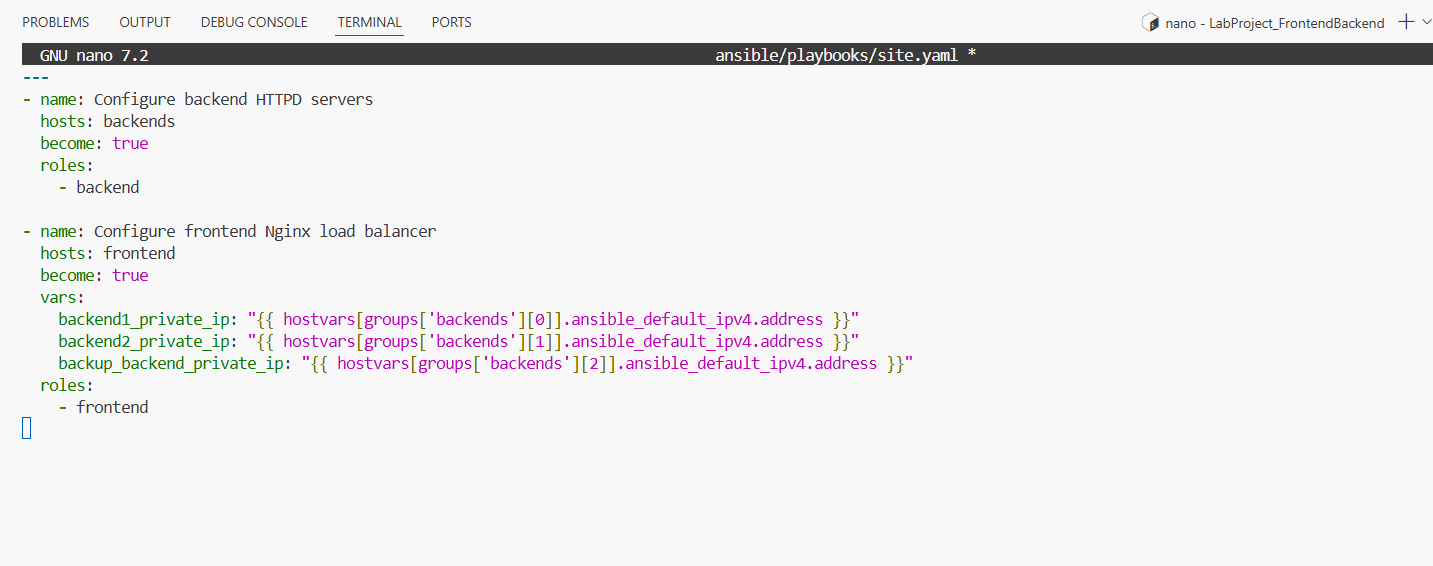 PROBLEMS OUTPUT DEBUG CONSOLE TERMINAL PORTS nano - LabProject_FrontendBackend
GNU nano 7.2 ansible/playbooks/site.yaml *
---
- name: Configure backend HTTPD servers
  hosts: backends
  become: true
  roles:
    - backend

- name: Configure frontend Nginx load balancer
  hosts: frontend
  become: true
  vars:
    backend1_private_ip: "{{ hostvars[groups['backends'][0]].ansible_default_ipv4.address }}"
    backend2_private_ip: "{{ hostvars[groups['backends'][1]].ansible_default_ipv4.address }}"
    backup_backend_private_ip: "{{ hostvars[groups['backends'][2]].ansible_default_ipv4.address }}"
  roles:
    - frontend